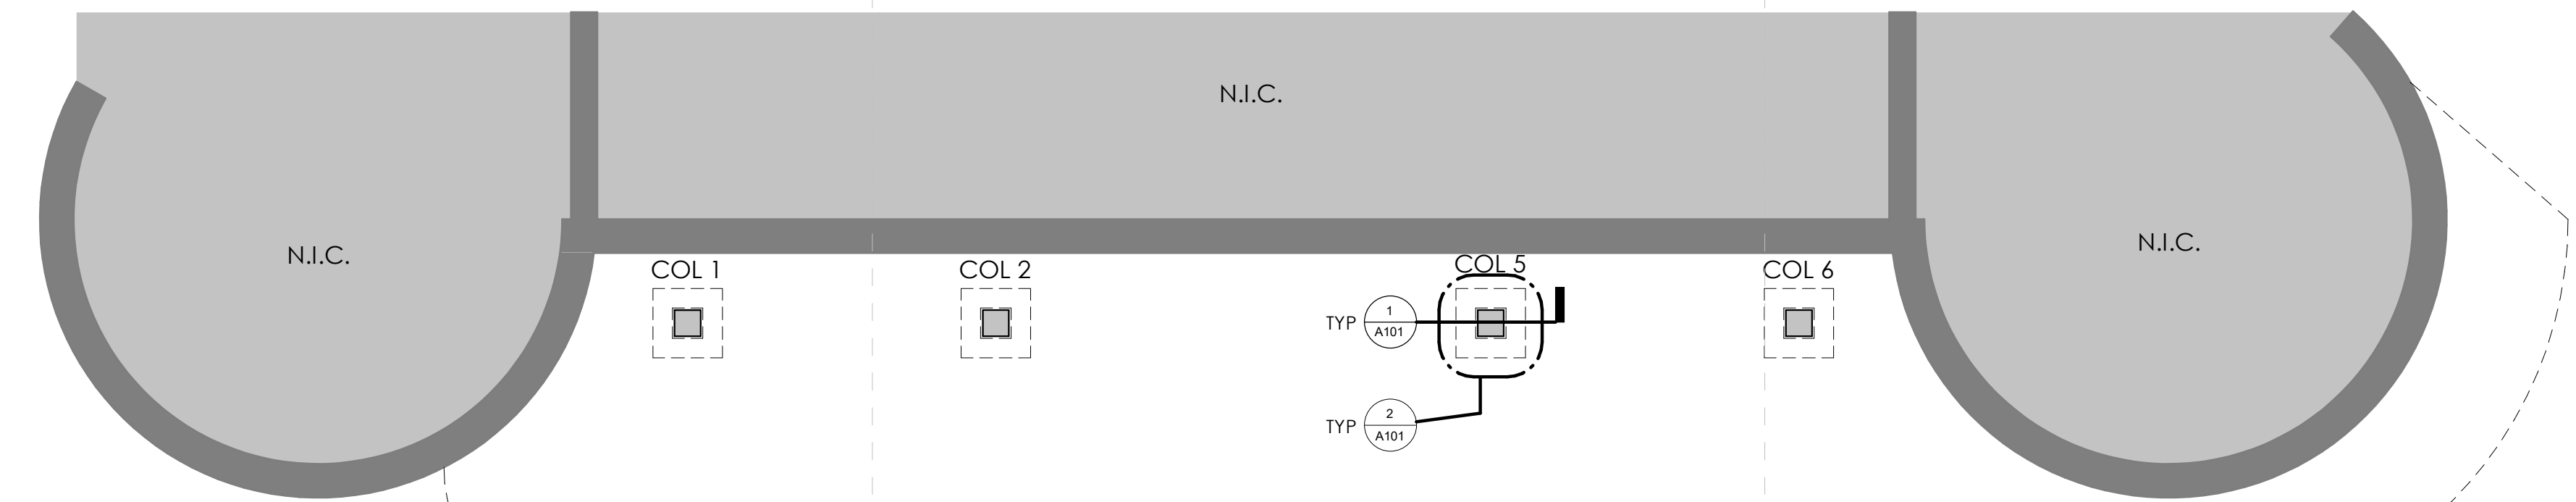 N.I.C.
N.I.C.
N.I.C.
COL 1
COL 2
COL 5
COL 6
TYP
1
A101
TYP
2
A101